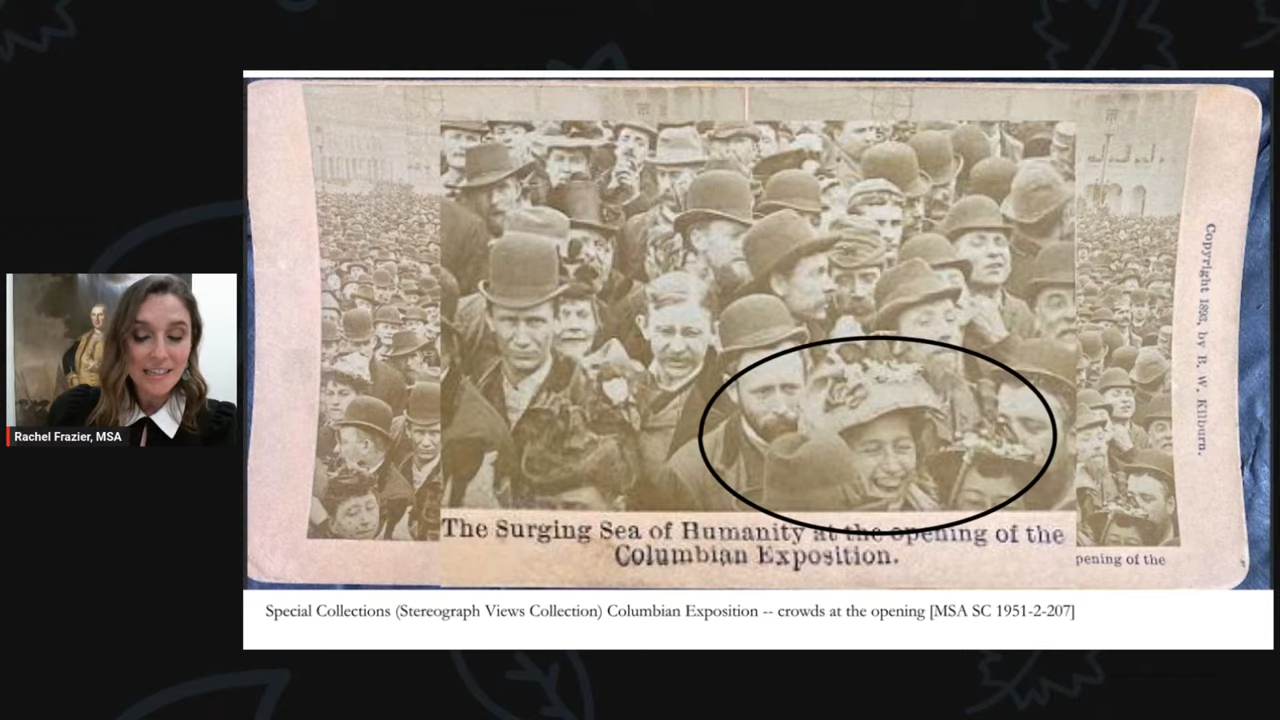 Rachel Frazier, MSA
The Surging Sea of Humanity at the opening of the
Columbian Exposition.
pening of the
Copyright 1893, by B. W. Kilburn.
Special Collections (Stereograph Views Collection) Columbian Exposition -- crowds at the opening [MSA SC 1951-2-207]